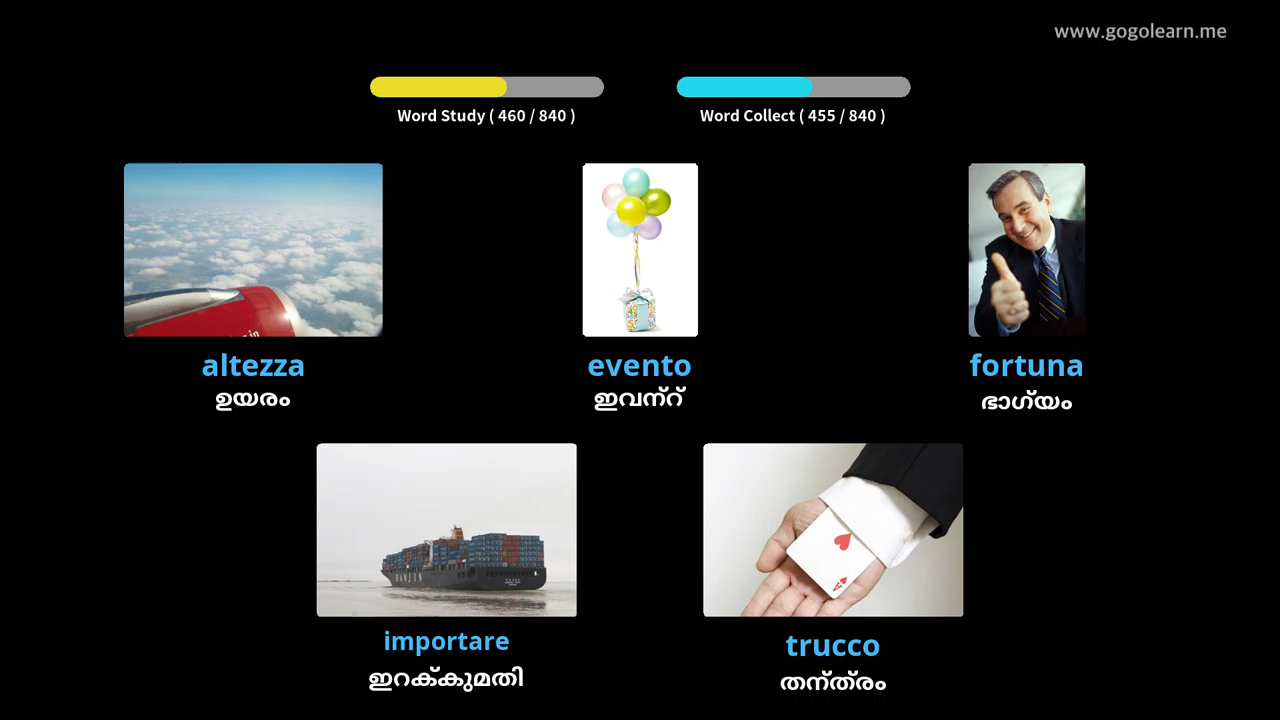 www.gogolearn.me
Word Study ( 460 / 840 )
Word Collect ( 455 / 840 )
altezza
evento
fortuna
ഉയരം
ഇവന്റ്
ഭാഗ്യം
HANJIN
importare
trucco
ഇറക്കുമതി
തന്ത്രം